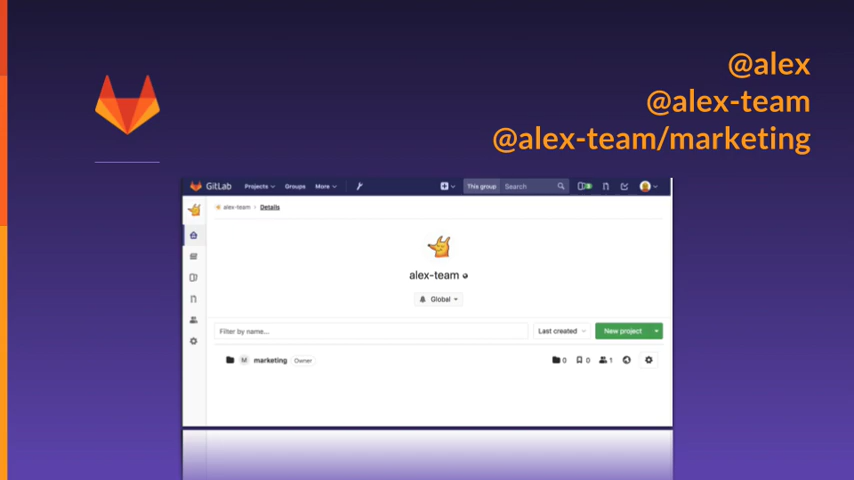 @alex
@alex-team
@alex-team/marketing
GitLab Projects Groups More This group Search
alex-team > Details
alex-team
Global
Filter by name... Last created New project
M marketing Owner 0 0 1